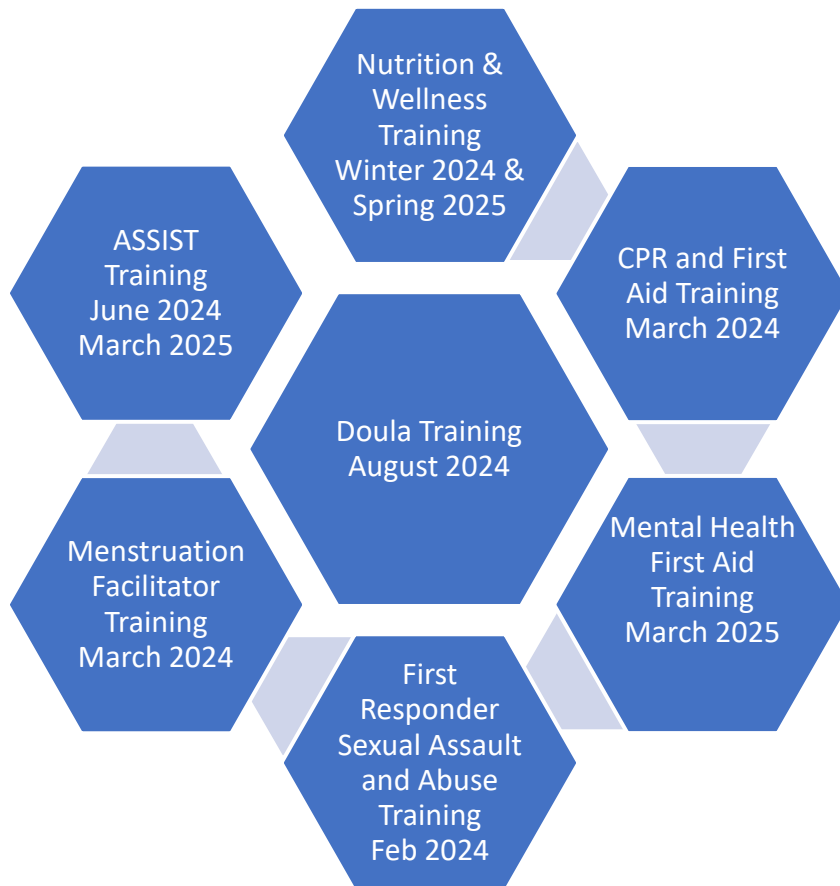 Nutrition &
Wellness
Training
Winter 2024 &
Spring 2025
CPR and First
Aid Training
March 2024
Mental Health
First Aid
Training
March 2025
First
Responder
Sexual Assault
and Abuse
Training
Feb 2024
Menstruation
Facilitator
Training
March 2024
ASSIST
Training
June 2024
March 2025
Doula Training
August 2024